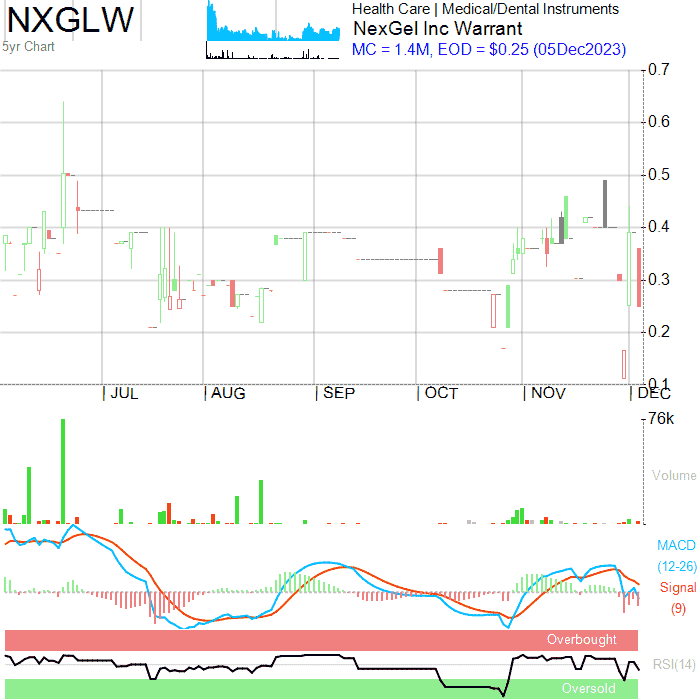 NXGLW
5yr Chart
Health Care | Medical/Dental Instruments
NexGel Inc Warrant
MC = 1.4M, EOD = $0.25 (05Dec2023)
0.7
0.6
0.5
0.4
0.3
0.2
0.1
| JUL
| AUG
| SEP
| OCT
| NOV
| DEC
76k
Volume
MACD
(12-26)
Signal
(9)
Overbought
RSI(14)
Oversold